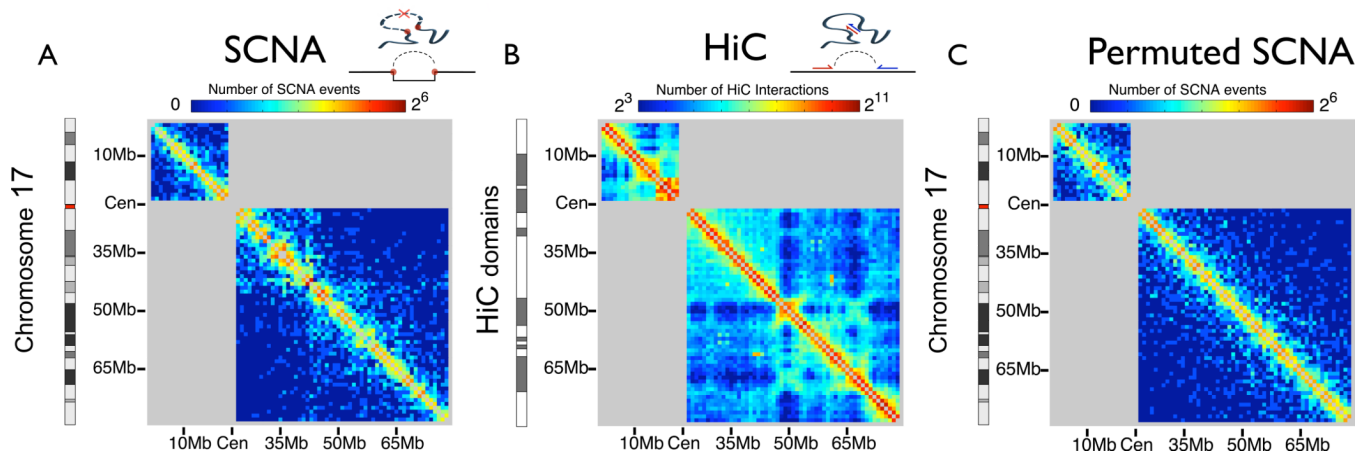 A
SCNA
Number of SCNA events
0
2^6
Chromosome 17
10Mb
Cen
35Mb
50Mb
65Mb
10Mb Cen 35Mb 50Mb 65Mb
B
HiC
Number of HiC Interactions
2^3
2^11
HiC domains
10Mb
Cen
35Mb
50Mb
65Mb
10Mb Cen 35Mb 50Mb 65Mb
C
Permuted SCNA
Number of SCNA events
0
2^6
Chromosome 17
10Mb
Cen
35Mb
50Mb
65Mb
10Mb Cen 35Mb 50Mb 65Mb